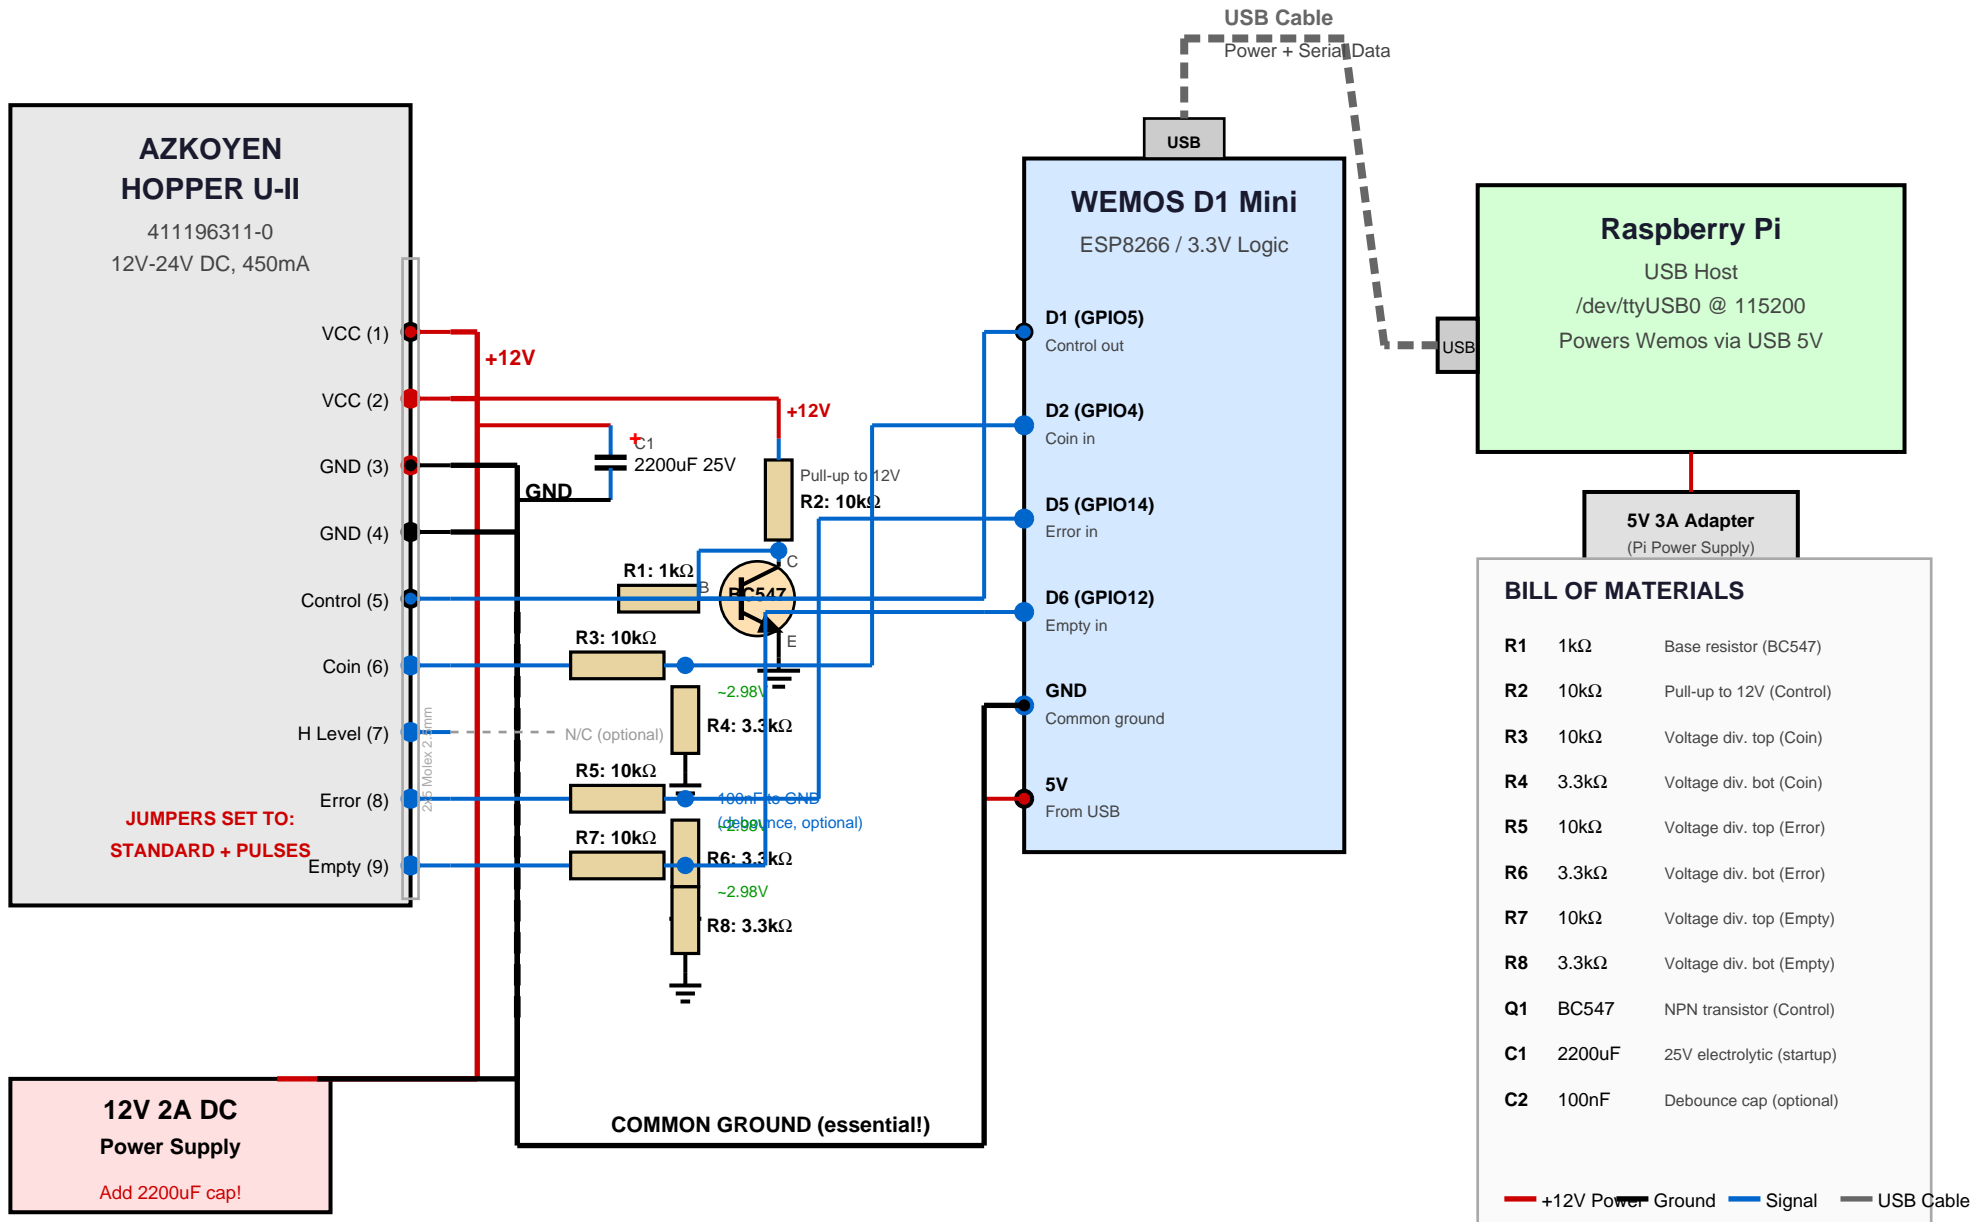 USB Cable
Power + Serial Data
AZKOYEN
HOPPER U-II
411196311-0
12V-24V DC, 450mA
VCC (1)
VCC (2)
GND (3)
GND (4)
Control (5)
Coin (6)
H Level (7)
Error (8)
Empty (9)
JUMPERS SET TO:
STANDARD + PULSES
2x5 Molex 2.5mm
+12V
+12V
+
C1
2200uF 25V
GND
Pull-up to 12V
R2: 10kΩ
R1: 1kΩ
B
C
BC547
E
R3: 10kΩ
~2.98V
R4: 3.3kΩ
N/C (optional)
R5: 10kΩ
100nF to GND
(debounce, optional)
~2.98V
R7: 10kΩ
R6: 3.3kΩ
~2.98V
R8: 3.3kΩ
USB
WEMOS D1 Mini
ESP8266 / 3.3V Logic
D1 (GPIO5)
Control out
D2 (GPIO4)
Coin in
D5 (GPIO14)
Error in
D6 (GPIO12)
Empty in
GND
Common ground
5V
From USB
USB
Raspberry Pi
USB Host
/dev/ttyUSB0 @ 115200
Powers Wemos via USB 5V
5V 3A Adapter
(Pi Power Supply)
12V 2A DC
Power Supply
Add 2200uF cap!
COMMON GROUND (essential!)
BILL OF MATERIALS
R1 1kΩ Base resistor (BC547)
R2 10kΩ Pull-up to 12V (Control)
R3 10kΩ Voltage div. top (Coin)
R4 3.3kΩ Voltage div. bot (Coin)
R5 10kΩ Voltage div. top (Error)
R6 3.3kΩ Voltage div. bot (Error)
R7 10kΩ Voltage div. top (Empty)
R8 3.3kΩ Voltage div. bot (Empty)
Q1 BC547 NPN transistor (Control)
C1 2200uF 25V electrolytic (startup)
C2 100nF Debounce cap (optional)
+12V Power Ground Signal USB Cable